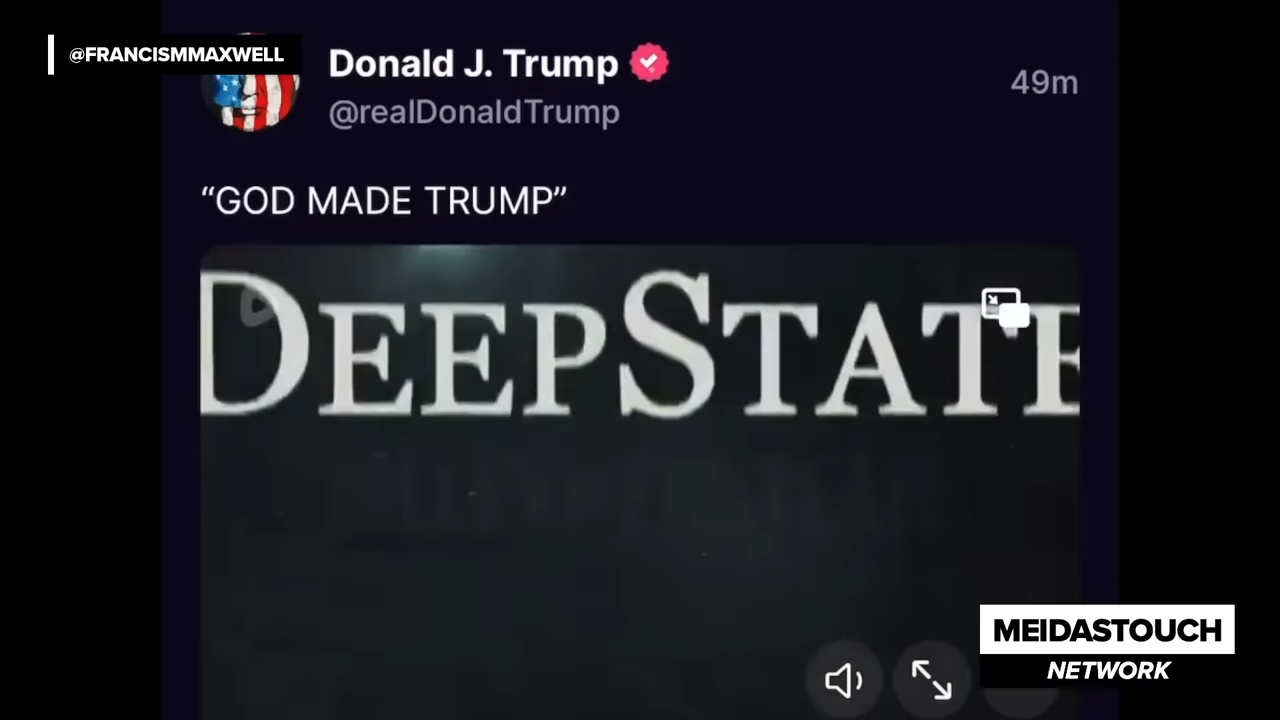 @FRANCISMMAXWELL
Donald J. Trump
@realDonaldTrump
49m
“GOD MADE TRUMP”
DEEPSTATE
MEIDASTOUCH
NETWORK